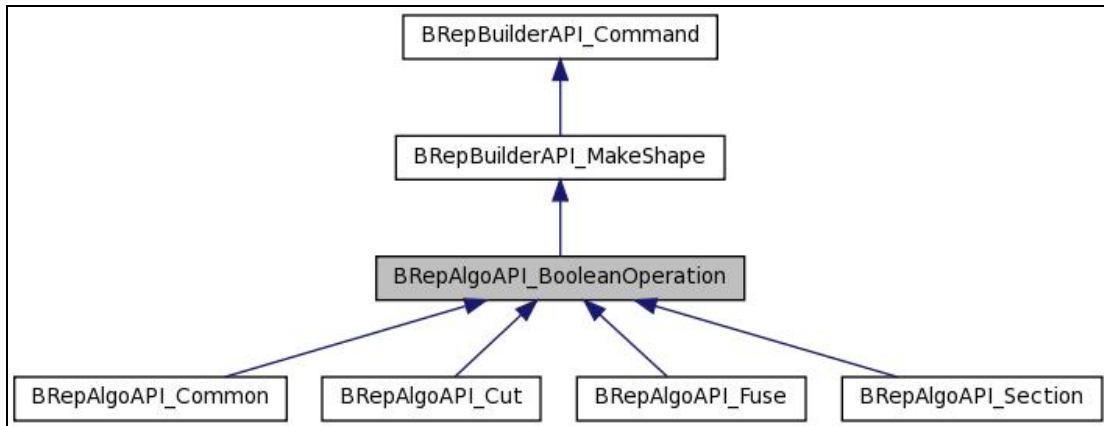 BRepBuilderAPI_Command
BRepBuilderAPI_MakeShape
BRepAlgoAPI_BooleanOperation
BRepAlgoAPI_Common
BRepAlgoAPI_Cut
BRepAlgoAPI_Fuse
BRepAlgoAPI_Section